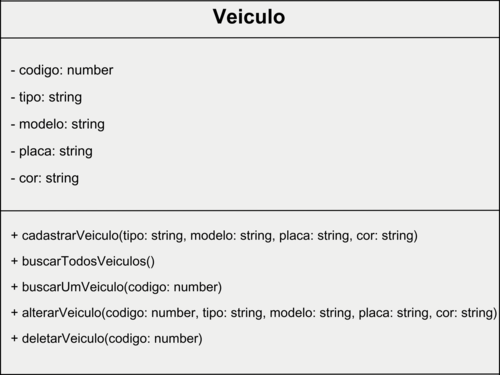 Veiculo
- codigo: number
- tipo: string
- modelo: string
- placa: string
- cor: string
+ cadastrarVeiculo(tipo: string, modelo: string, placa: string, cor: string)
+ buscarTodosVeiculos()
+ buscarUmVeiculo(codigo: number)
+ alterarVeiculo(codigo: number, tipo: string, modelo: string, placa: string, cor: string)
+ deletarVeiculo(codigo: number)